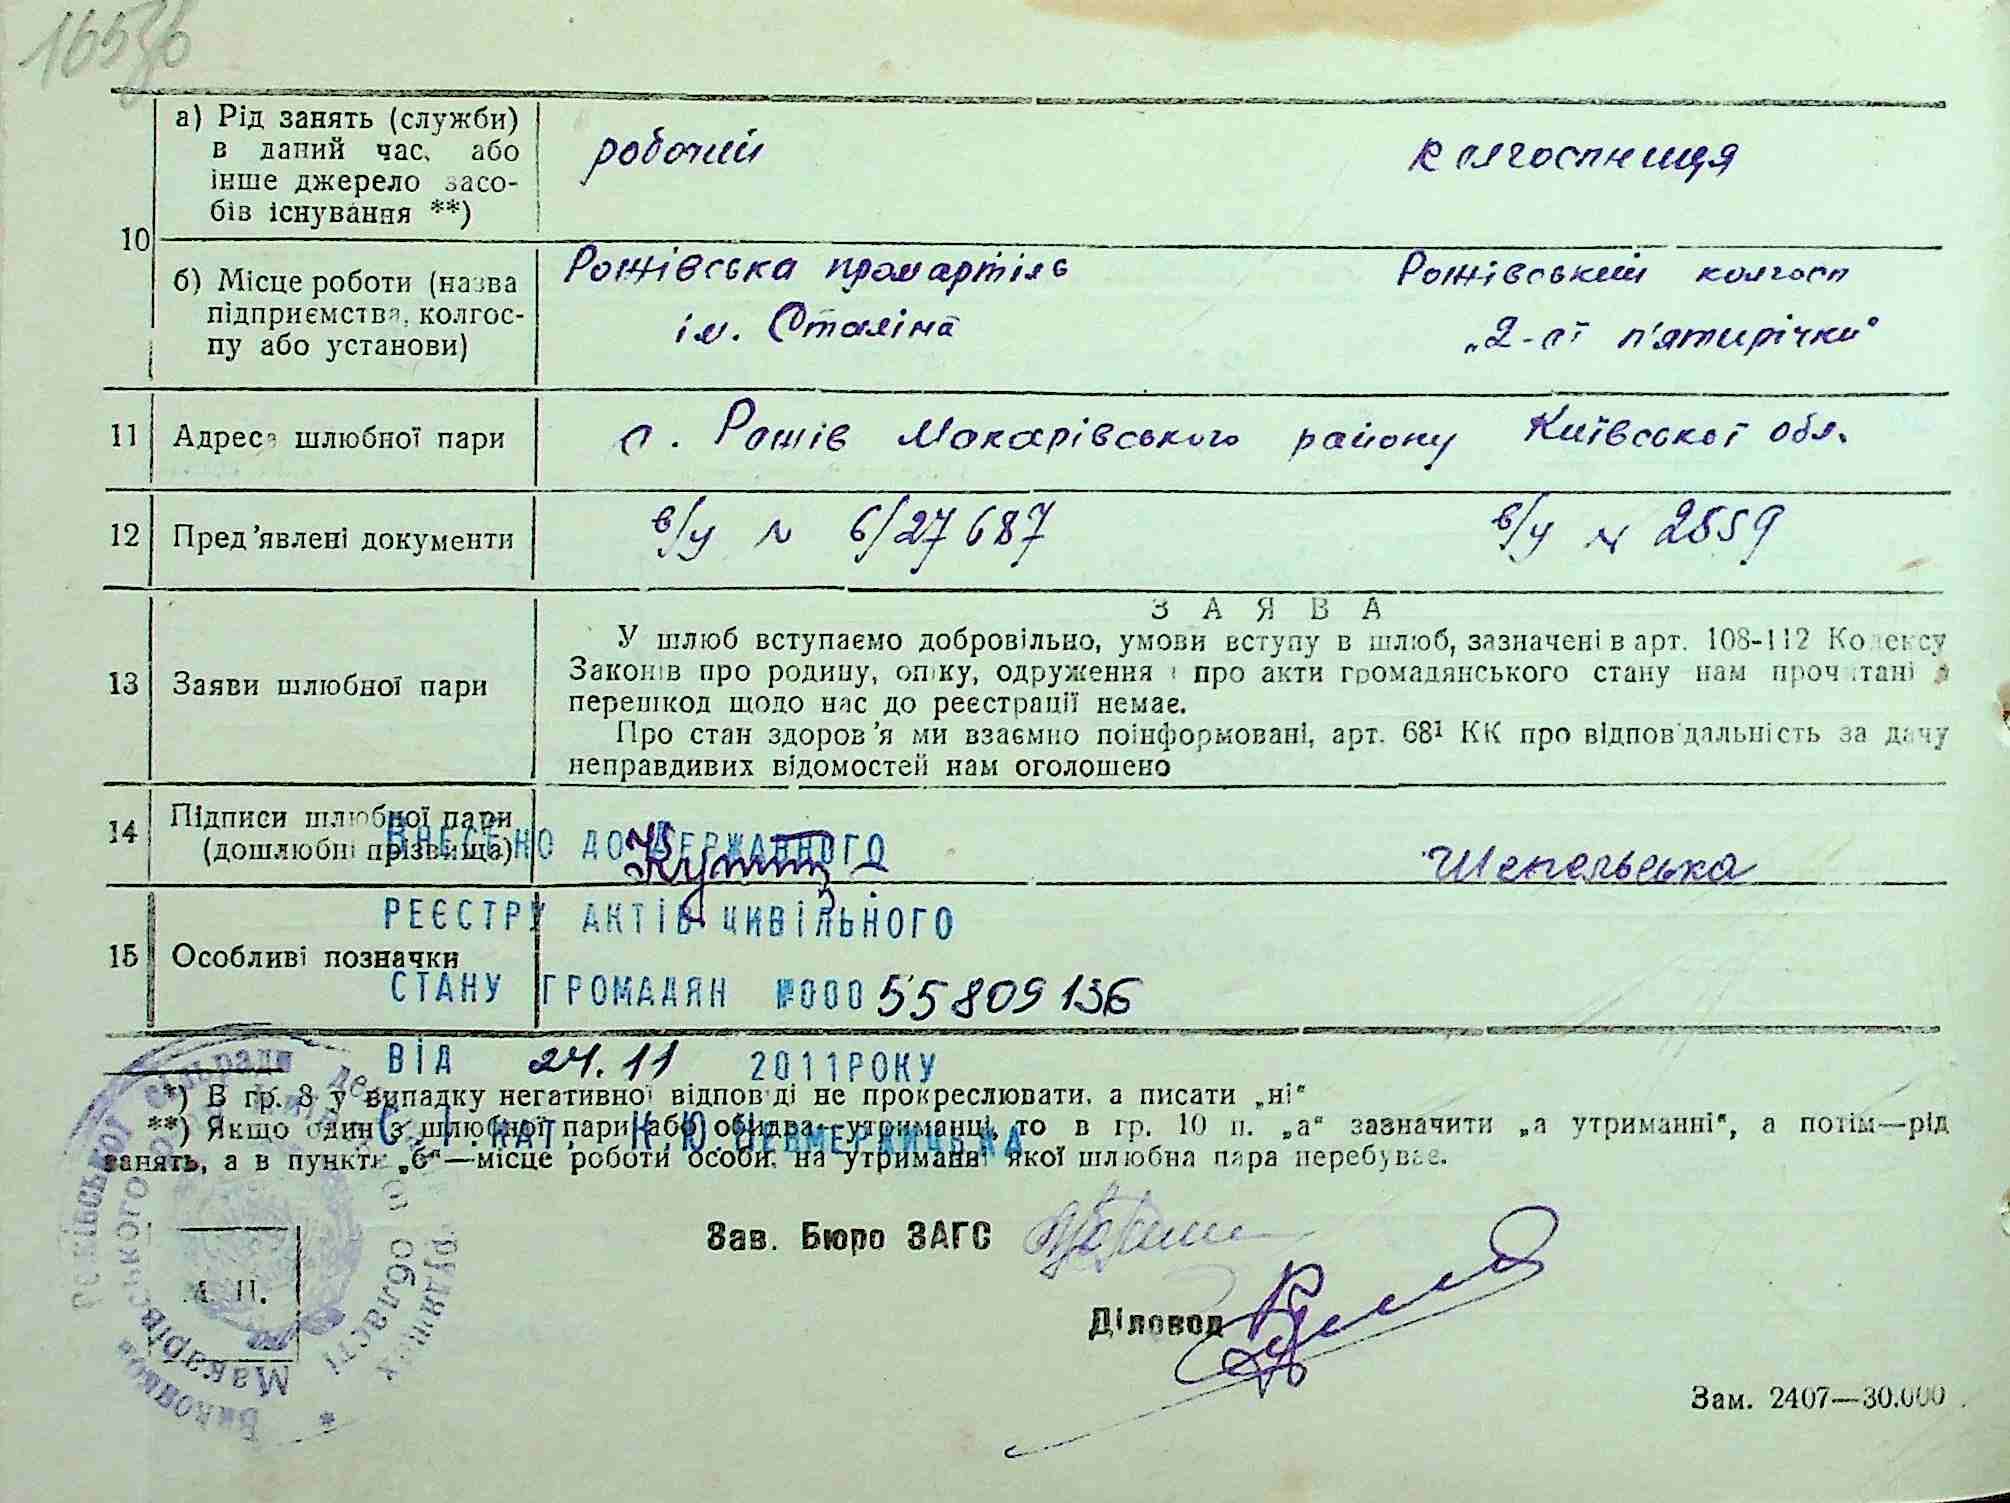 а) Рід занять (служби) в даний час, або інше джерело засобів існування **)
робочий
колгоспниця
10
б) Місце роботи (назва підприємства, колгоспу або установи)
Рожівська промартіль
Рожівський колгосп
ім. Сталіна
„2-ої п'ятирічки"
11 Адреса шлюбної пари
с. Рожів Макарівського району Київської обл.
12 Пред'явлені документи
в/у № 6/27687
в/у № 2559
ЗАЯВА
13 Заяви шлюбної пари
У шлюб вступаємо добровільно, умови вступу в шлюб, зазначені в арт. 108-112 Кодексу
Законів про родину, опіку, одруження і про акти громадянського стану нам прочитані й
перешкод щодо нас до реєстрації немає.
Про стан здоров'я ми взаємно поінформовані, арт. 68¹ КК про відповідальність за дачу
неправдивих відомостей нам оголошено
14 Підписи шлюбної пари
(дошлюбні прізвища)
Шепельська
ВНЕСЕНО ДО ДЕРЖАВНОГО
РЕЄСТРУ АКТІВ ЦИВІЛЬНОГО
15 Особливі позначки
СТАНУ ГРОМАДЯН №000 55809136
ВІД 24.11 2011РОКУ
*) В гр. 8 у випадку негативної відповіді не прокреслювати, а писати „ні"
**) Якщо один з шлюбної пари або обидва—утриманці, то в гр. 10 п. „а" зазначити „а утриманні", а потім—рід
занять, а в пункті „б"—місце роботи особи, на утриманні якої шлюбна пара перебуває.
Зав. Бюро ЗАГС
М. П.
Діловод
Зам. 2407—30.000